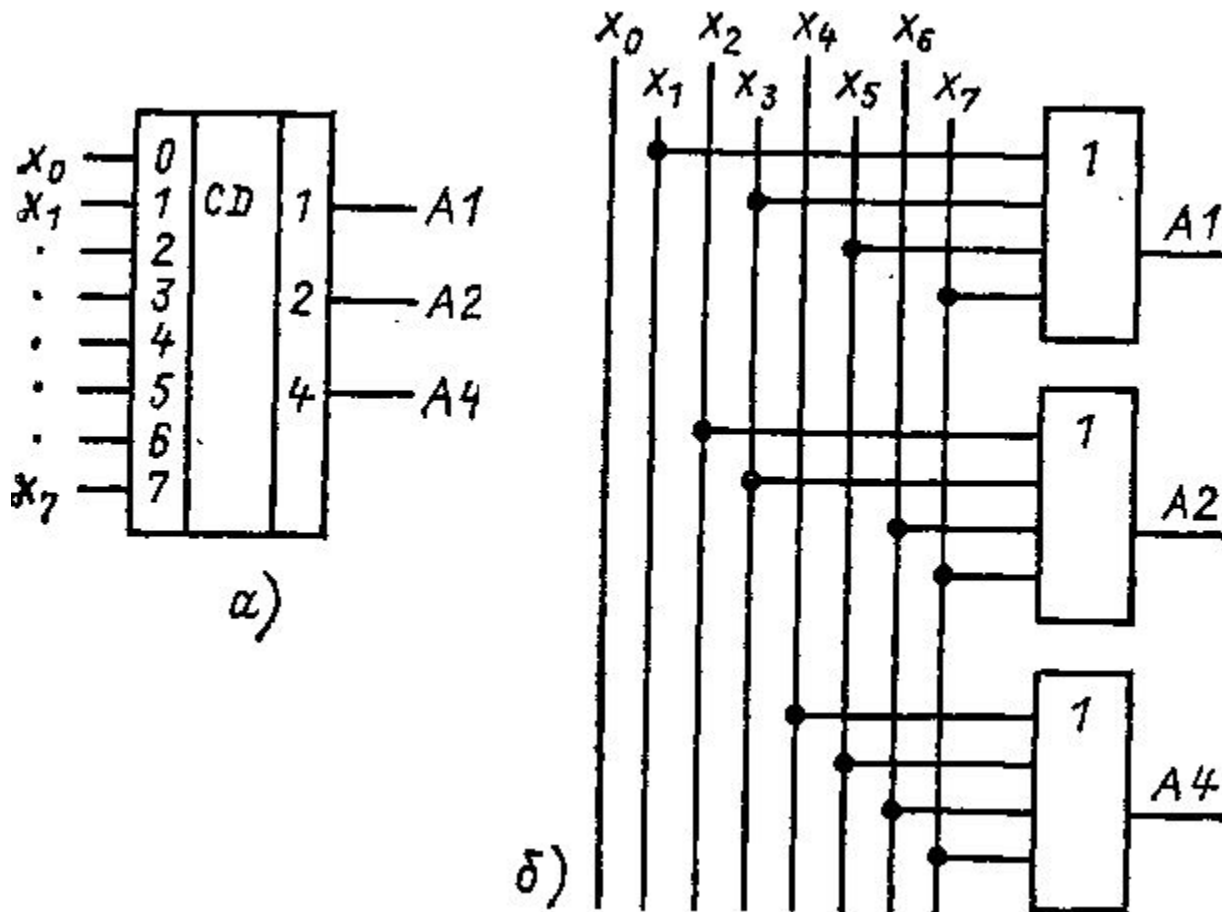 x₀ 0
x₁ 1 CD 1 A1
2
3 2 A2
4
5 4 A4
6
x₇ 7
а)
x₀ x₂ x₄ x₆
x₁ x₃ x₅ x₇
1
A1
1
A2
1
A4
б)